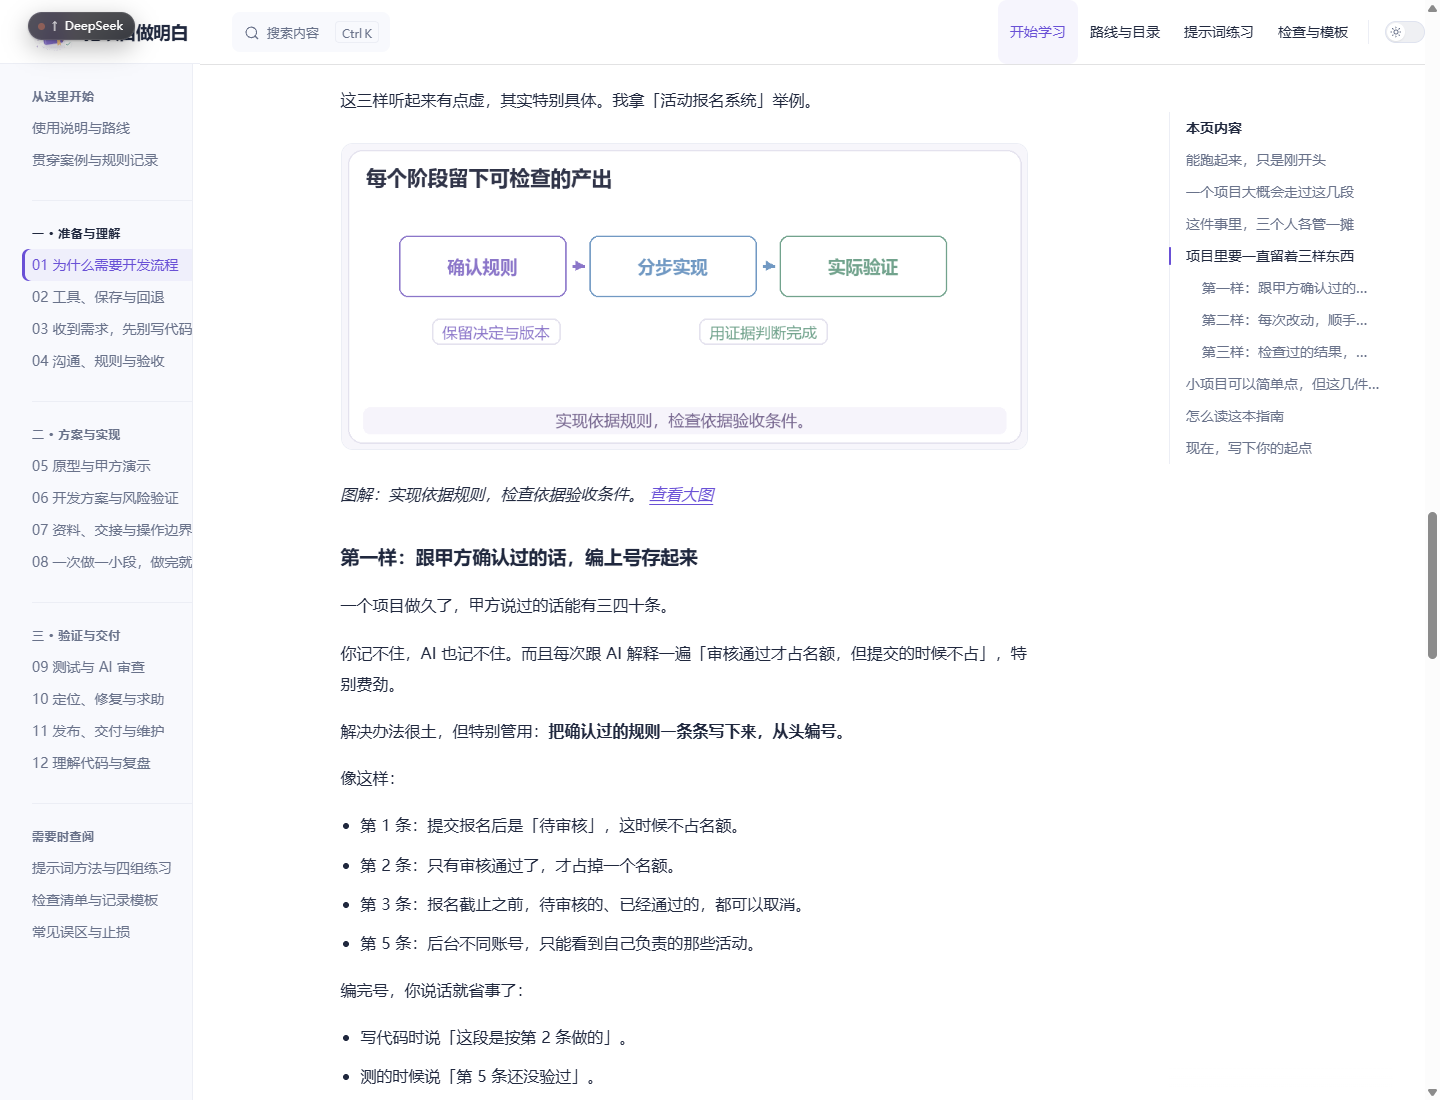 DeepSeek
做明白
搜索内容
Ctrl K
开始学习
路线与目录
提示词练习
检查与模板
从这里开始
使用说明与路线
贯穿案例与规则记录
一 • 准备与理解
01 为什么需要开发流程
02 工具、保存与回退
03 收到需求，先别写代码
04 沟通、规则与验收
二 • 方案与实现
05 原型与甲方演示
06 开发方案与风险验证
07 资料、交接与操作边界
08 一次做一小段，做完就
三 • 验证与交付
09 测试与 AI 审查
10 定位、修复与求助
11 发布、交付与维护
12 理解代码与复盘
需要时查阅
提示词方法与四组练习
检查清单与记录模板
常见误区与止损
这三样听起来有点虚，其实特别具体。我拿「活动报名系统」举例。
每个阶段留下可检查的产出
确认规则
分步实现
实际验证
保留决定与版本
用证据判断完成
实现依据规则，检查依据验收条件。
图解：实现依据规则，检查依据验收条件。 查看大图
第一样：跟甲方确认过的话，编上号存起来
一个项目做久了，甲方说过的话能有三四十条。
你记不住，AI 也记不住。而且每次跟 AI 解释一遍「审核通过才占名额，但提交的时候不占」，特
别费劲。
解决办法很土，但特别管用：把确认过的规则一条条写下来，从头编号。
像这样：
• 第 1 条：提交报名后是「待审核」，这时候不占名额。
• 第 2 条：只有审核通过了，才占掉一个名额。
• 第 3 条：报名截止之前，待审核的、已经通过的，都可以取消。
• 第 5 条：后台不同账号，只能看到自己负责的那些活动。
编完号，你说话就省事了：
• 写代码时说「这段是按第 2 条做的」。
• 测的时候说「第 5 条还没验过」。
本页内容
能跑起来，只是刚开头
一个项目大概会走过这几段
这件事里，三个人各管一摊
项目里要一直留着三样东西
第一样：跟甲方确认过的...
第二样：每次改动，顺手...
第三样：检查过的结果，...
小项目可以简单点，但这几件...
怎么读这本指南
现在，写下你的起点